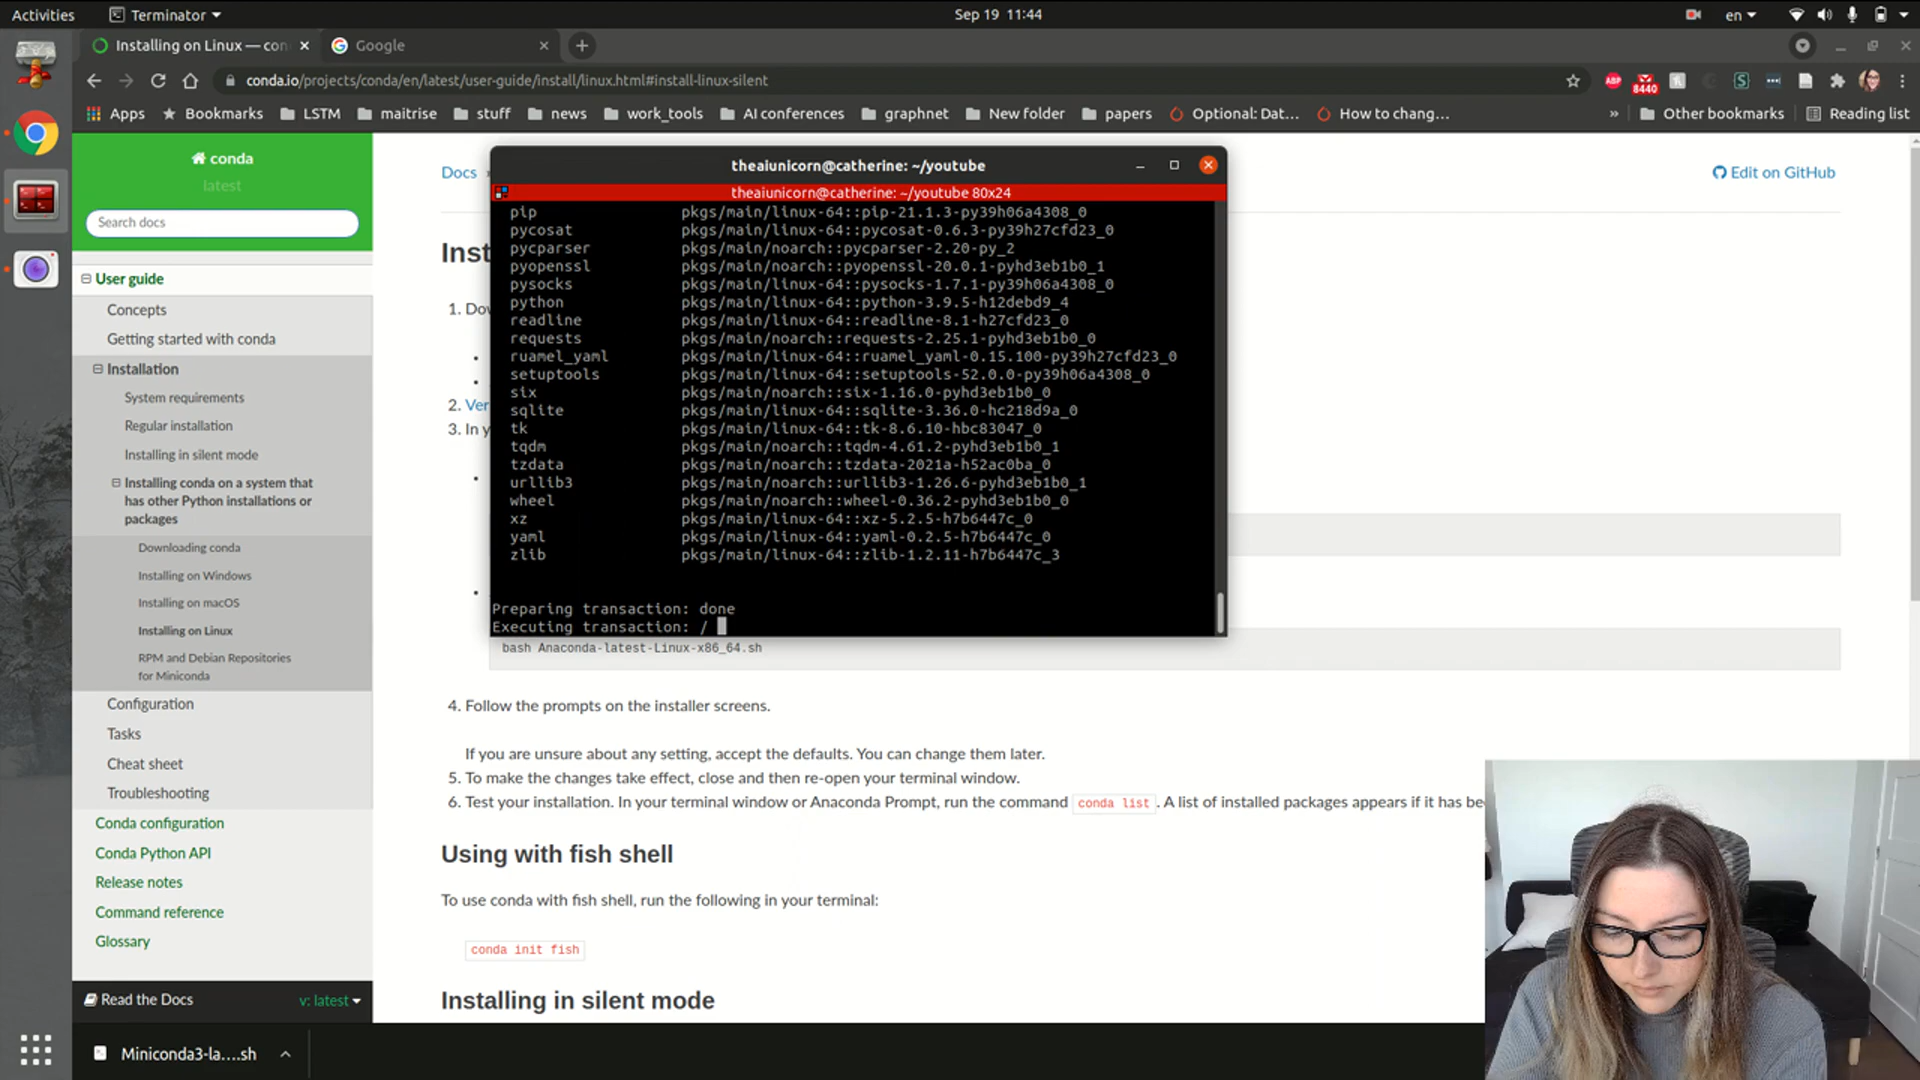 Activities
Terminator
Sep 19 11:44
en
Installing on Linux — con
Google
conda.io/projects/conda/en/latest/user-guide/install/linux.html#install-linux-silent
ABP
8440
Apps
Bookmarks
LSTM
maitrise
stuff
news
work_tools
AI conferences
graphnet
New folder
papers
Optional: Dat...
How to chang...
»
Other bookmarks
Reading list
conda
latest
Search docs
User guide
Concepts
Getting started with conda
Installation
System requirements
Regular installation
Installing in silent mode
Installing conda on a system that
has other Python installations or
packages
Downloading conda
Installing on Windows
Installing on macOS
Installing on Linux
RPM and Debian Repositories
for Miniconda
Configuration
Tasks
Cheat sheet
Troubleshooting
Conda configuration
Conda Python API
Release notes
Command reference
Glossary
Read the Docs
v: latest
Docs
Edit on GitHub
Inst
1. Dow
2. Ver
3. In y
theaiunicorn@catherine: ~/youtube
theaiunicorn@catherine: ~/youtube 80x24
pip pkgs/main/linux-64::pip-21.1.3-py39h06a4308_0
pycosat pkgs/main/linux-64::pycosat-0.6.3-py39h27cfd23_0
pycparser pkgs/main/noarch::pycparser-2.20-py_2
pyopenssl pkgs/main/noarch::pyopenssl-20.0.1-pyhd3eb1b0_1
pysocks pkgs/main/linux-64::pysocks-1.7.1-py39h06a4308_0
python pkgs/main/linux-64::python-3.9.5-h12debd9_4
readline pkgs/main/linux-64::readline-8.1-h27cfd23_0
requests pkgs/main/noarch::requests-2.25.1-pyhd3eb1b0_0
ruamel_yaml pkgs/main/linux-64::ruamel_yaml-0.15.100-py39h27cfd23_0
setuptools pkgs/main/linux-64::setuptools-52.0.0-py39h06a4308_0
six pkgs/main/noarch::six-1.16.0-pyhd3eb1b0_0
sqlite pkgs/main/linux-64::sqlite-3.36.0-hc218d9a_0
tk pkgs/main/linux-64::tk-8.6.10-hbc83047_0
tqdm pkgs/main/noarch::tqdm-4.61.2-pyhd3eb1b0_1
tzdata pkgs/main/noarch::tzdata-2021a-h52ac0ba_0
urllib3 pkgs/main/noarch::urllib3-1.26.6-pyhd3eb1b0_1
wheel pkgs/main/noarch::wheel-0.36.2-pyhd3eb1b0_0
xz pkgs/main/linux-64::xz-5.2.5-h7b6447c_0
yaml pkgs/main/linux-64::yaml-0.2.5-h7b6447c_0
zlib pkgs/main/linux-64::zlib-1.2.11-h7b6447c_3
Preparing transaction: done
Executing transaction: /
bash Anaconda-latest-Linux-x86_64.sh
4. Follow the prompts on the installer screens.
If you are unsure about any setting, accept the defaults. You can change them later.
5. To make the changes take effect, close and then re-open your terminal window.
6. Test your installation. In your terminal window or Anaconda Prompt, run the command conda list. A list of installed packages appears if it has be
Using with fish shell
To use conda with fish shell, run the following in your terminal:
conda init fish
Installing in silent mode
Miniconda3-la....sh